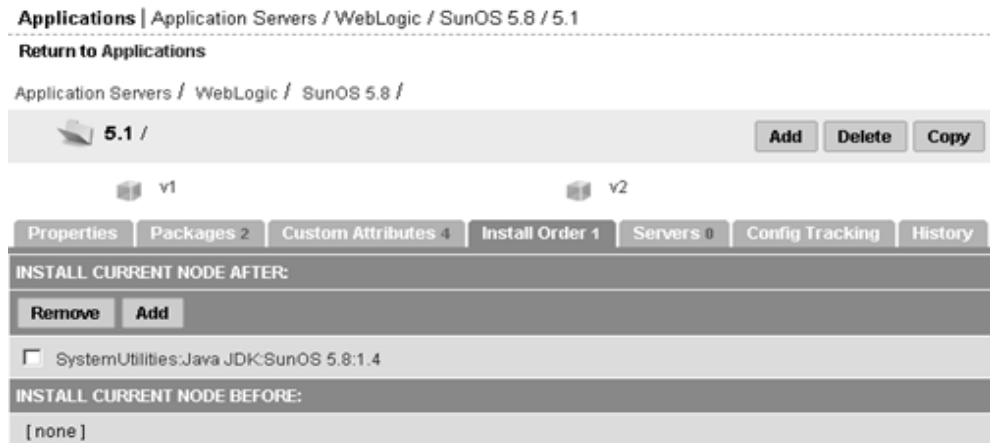 Applications | Application Servers / WebLogic / SunOS 5.8 / 5.1
Return to Applications
Application Servers / WebLogic / SunOS 5.8 /
5.1 / Add Delete Copy
v1 v2
Properties Packages 2 Custom Attributes 4 Install Order 1 Servers 0 Config Tracking History
INSTALL CURRENT NODE AFTER:
Remove Add
SystemUtilities:Java JDK:SunOS 5.8:1.4
INSTALL CURRENT NODE BEFORE:
[ none ]